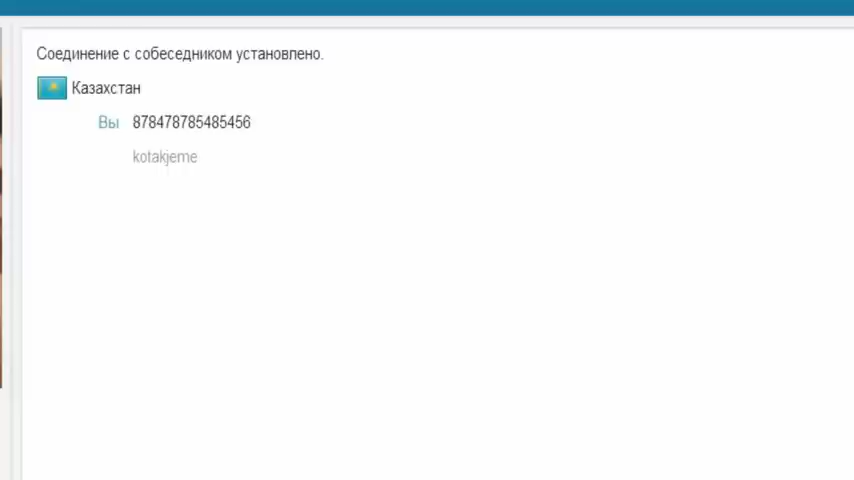 Соединение с собеседником установлено.
Казахстан
Вы 878478785485456
kotakjeme